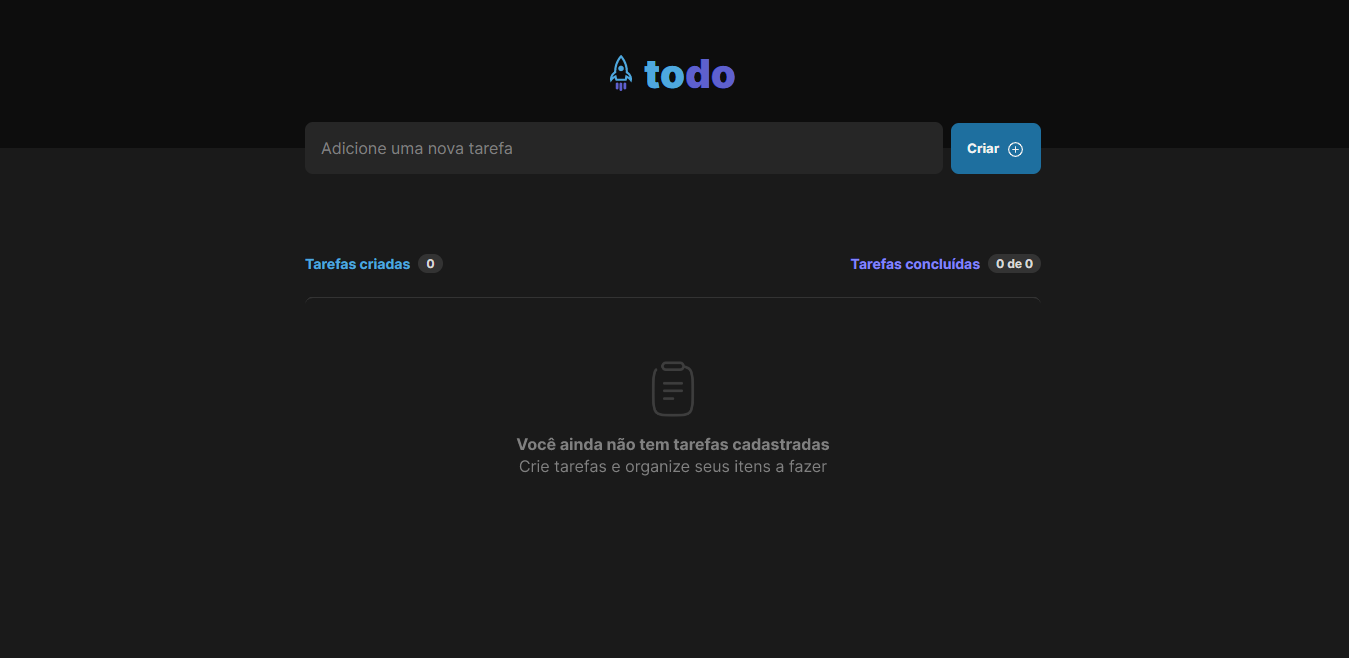 todo
Adicione uma nova tarefa
Criar
Tarefas criadas 0
Tarefas concluídas 0 de 0
Você ainda não tem tarefas cadastradas
Crie tarefas e organize seus itens a fazer